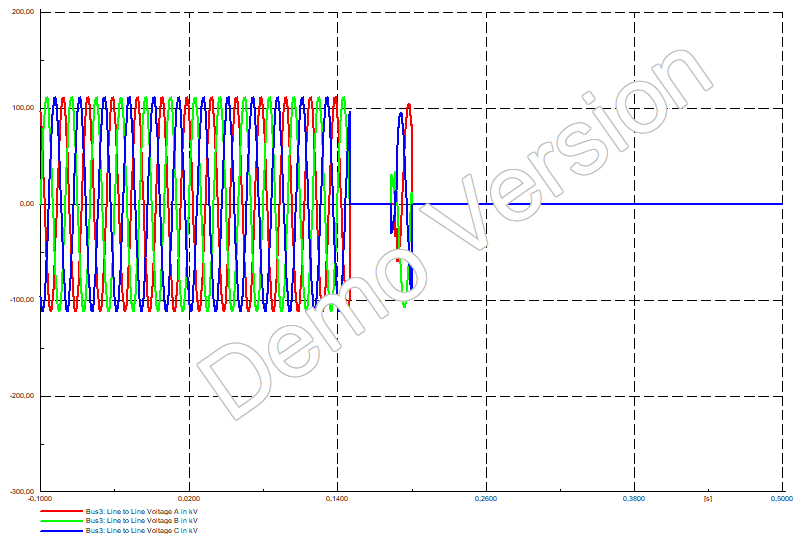 200,00
100,00
0,00
-100,00
-200,00
-300,00
-0,1000 0,0200 0,1400 0,2600 0,3800 [s] 0,5000
Demo Version
Bus3: Line to Line Voltage A in kV
Bus3: Line to Line Voltage B in kV
Bus3: Line to Line Voltage C in kV